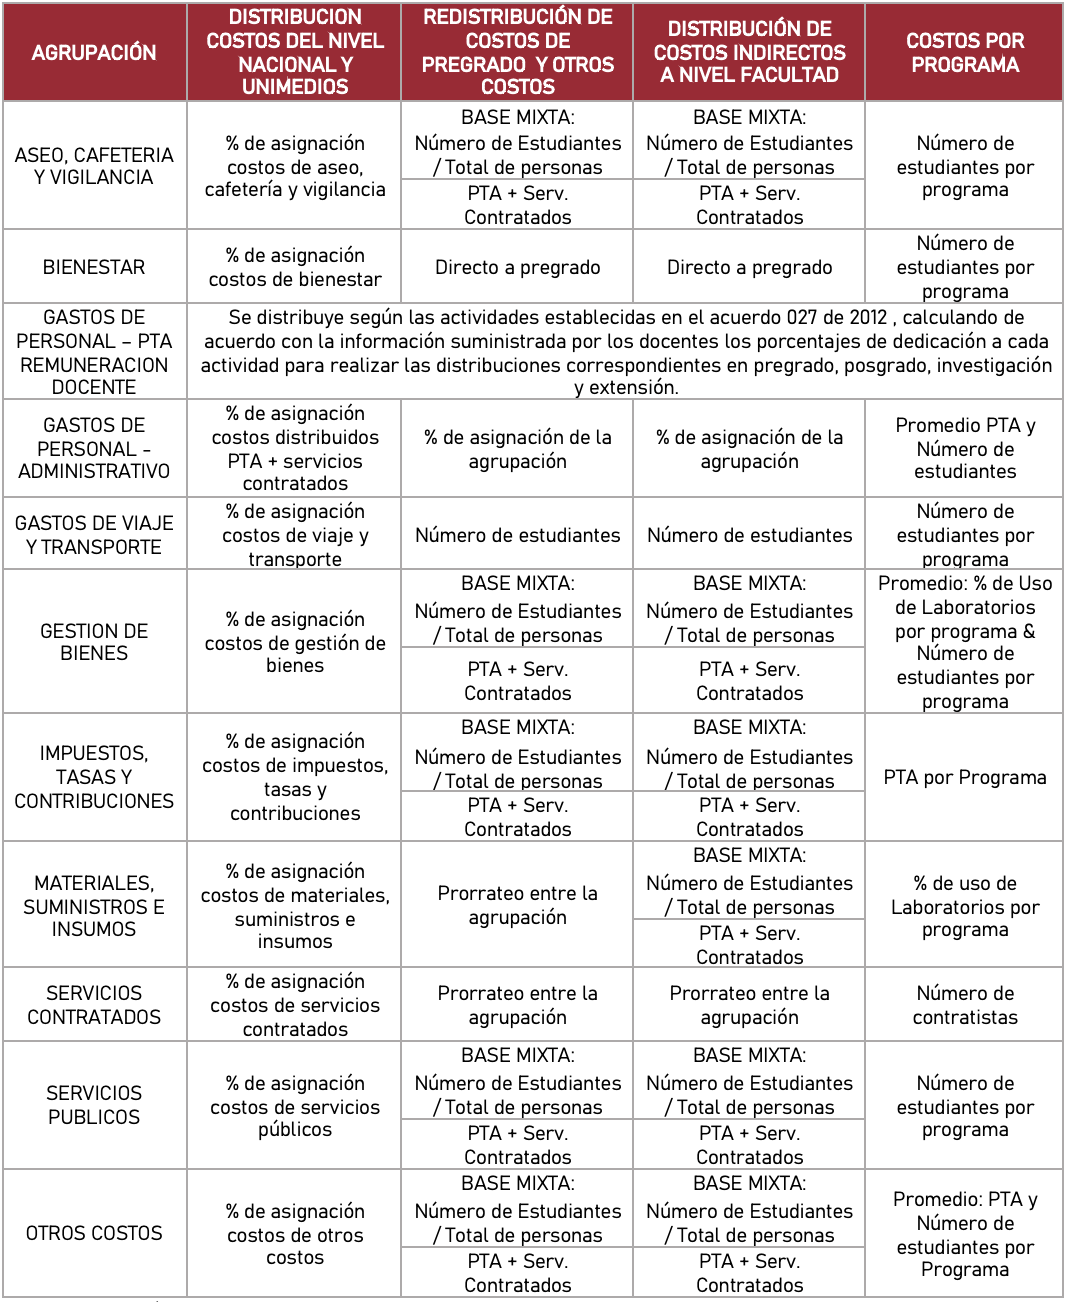 AGRUPACIÓN
DISTRIBUCION
COSTOS DEL NIVEL
NACIONAL Y
UNIMEDIOS
REDISTRIBUCIÓN DE
COSTOS DE
PREGRADO Y OTROS
COSTOS
DISTRIBUCIÓN DE
COSTOS INDIRECTOS
A NIVEL FACULTAD
COSTOS POR
PROGRAMA
ASEO, CAFETERIA
Y VIGILANCIA
% de asignación
costos de aseo,
cafetería y vigilancia
BASE MIXTA:
Número de Estudiantes
/ Total de personas
PTA + Serv.
Contratados
BASE MIXTA:
Número de Estudiantes
/ Total de personas
PTA + Serv.
Contratados
Número de
estudiantes por
programa
BIENESTAR
% de asignación
costos de bienestar
Directo a pregrado
Directo a pregrado
Número de
estudiantes por
programa
GASTOS DE
PERSONAL – PTA
REMUNERACION
DOCENTE
Se distribuye según las actividades establecidas en el acuerdo 027 de 2012 , calculando de
acuerdo con la información suministrada por los docentes los porcentajes de dedicación a cada
actividad para realizar las distribuciones correspondientes en pregrado, posgrado, investigación
y extensión.
GASTOS DE
PERSONAL -
ADMINISTRATIVO
% de asignación
costos distribuidos
PTA + servicios
contratados
% de asignación de la
agrupación
% de asignación de la
agrupación
Promedio PTA y
Número de
estudiantes
GASTOS DE VIAJE
Y TRANSPORTE
% de asignación
costos de viaje y
transporte
Número de estudiantes
Número de estudiantes
Número de
estudiantes por
programa
GESTION DE
BIENES
% de asignación
costos de gestión de
bienes
BASE MIXTA:
Número de Estudiantes
/ Total de personas
PTA + Serv.
Contratados
BASE MIXTA:
Número de Estudiantes
/ Total de personas
PTA + Serv.
Contratados
Promedio: % de Uso
de Laboratorios
por programa &
Número de
estudiantes por
programa
IMPUESTOS,
TASAS Y
CONTRIBUCIONES
% de asignación
costos de impuestos,
tasas y
contribuciones
BASE MIXTA:
Número de Estudiantes
/ Total de personas
PTA + Serv.
Contratados
BASE MIXTA:
Número de Estudiantes
/ Total de personas
PTA + Serv.
Contratados
PTA por Programa
MATERIALES,
SUMINISTROS E
INSUMOS
% de asignación
costos de materiales,
suministros e
insumos
Prorrateo entre la
agrupación
BASE MIXTA:
Número de Estudiantes
/ Total de personas
PTA + Serv.
Contratados
% de uso de
Laboratorios por
programa
SERVICIOS
CONTRATADOS
% de asignación
costos de servicios
contratados
Prorrateo entre la
agrupación
Prorrateo entre la
agrupación
Número de
contratistas
SERVICIOS
PUBLICOS
% de asignación
costos de servicios
públicos
BASE MIXTA:
Número de Estudiantes
/ Total de personas
PTA + Serv.
Contratados
BASE MIXTA:
Número de Estudiantes
/ Total de personas
PTA + Serv.
Contratados
Número de
estudiantes por
programa
OTROS COSTOS
% de asignación
costos de otros
costos
BASE MIXTA:
Número de Estudiantes
/ Total de personas
PTA + Serv.
Contratados
BASE MIXTA:
Número de Estudiantes
/ Total de personas
PTA + Serv.
Contratados
Promedio: PTA y
Número de
estudiantes por
Programa